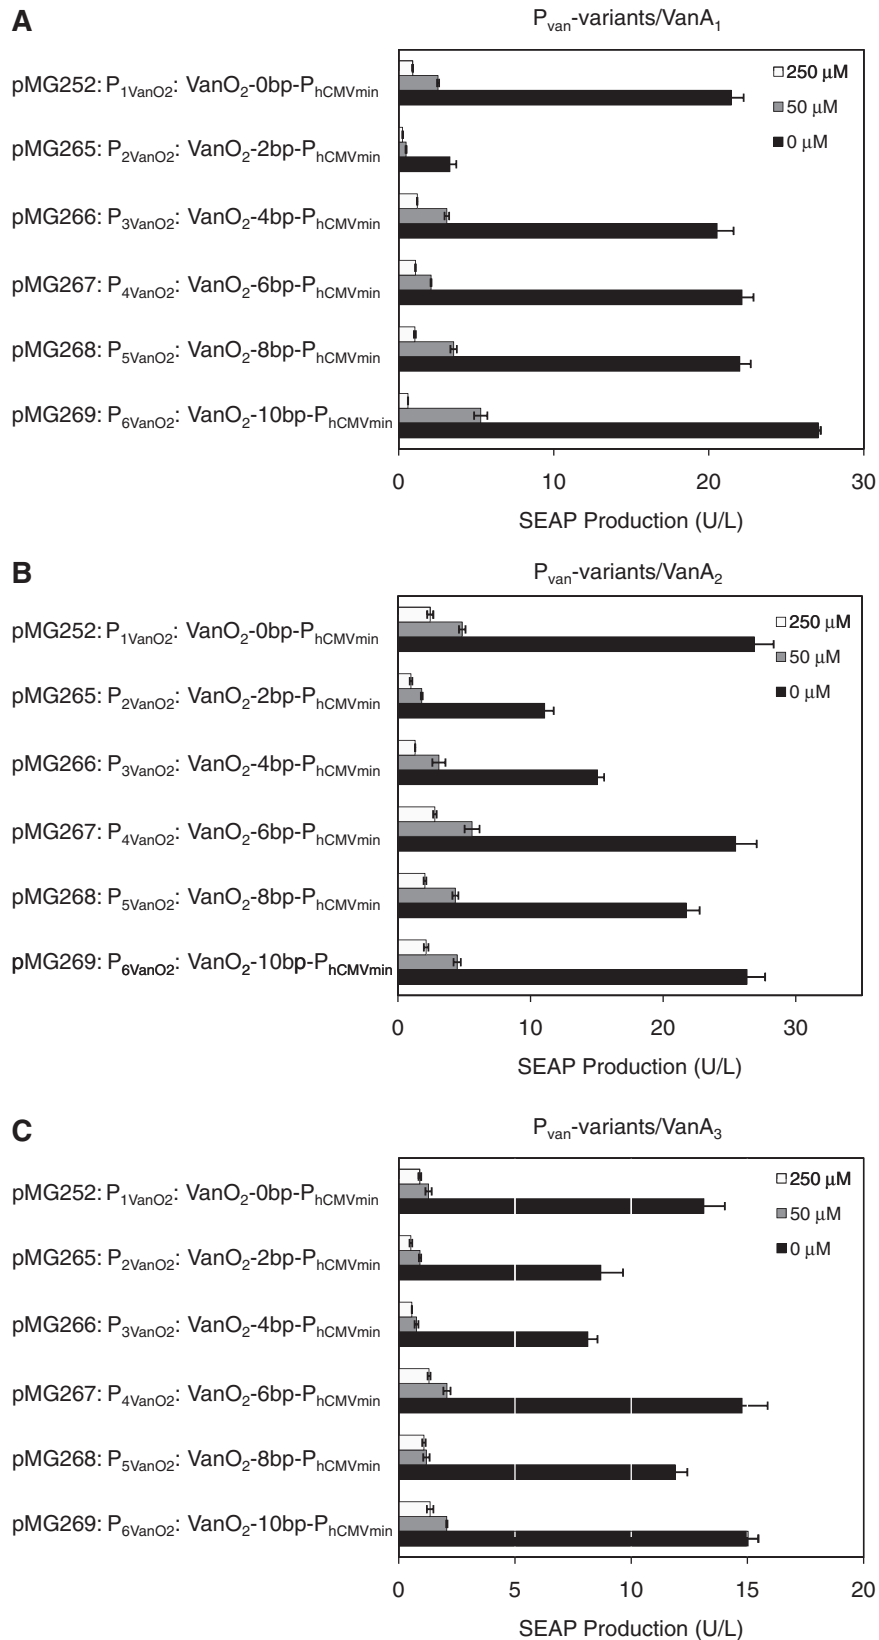 A
Pvan-variants/VanA1
pMG252: P1VanO2: VanO2-0bp-PhCMVmin
pMG265: P2VanO2: VanO2-2bp-PhCMVmin
pMG266: P3VanO2: VanO2-4bp-PhCMVmin
pMG267: P4VanO2: VanO2-6bp-PhCMVmin
pMG268: P5VanO2: VanO2-8bp-PhCMVmin
pMG269: P6VanO2: VanO2-10bp-PhCMVmin
250 µM
50 µM
0 µM
0 10 20 30
SEAP Production (U/L)
B
Pvan-variants/VanA2
pMG252: P1VanO2: VanO2-0bp-PhCMVmin
pMG265: P2VanO2: VanO2-2bp-PhCMVmin
pMG266: P3VanO2: VanO2-4bp-PhCMVmin
pMG267: P4VanO2: VanO2-6bp-PhCMVmin
pMG268: P5VanO2: VanO2-8bp-PhCMVmin
pMG269: P6VanO2: VanO2-10bp-PhCMVmin
250 µM
50 µM
0 µM
0 10 20 30
SEAP Production (U/L)
C
Pvan-variants/VanA3
pMG252: P1VanO2: VanO2-0bp-PhCMVmin
pMG265: P2VanO2: VanO2-2bp-PhCMVmin
pMG266: P3VanO2: VanO2-4bp-PhCMVmin
pMG267: P4VanO2: VanO2-6bp-PhCMVmin
pMG268: P5VanO2: VanO2-8bp-PhCMVmin
pMG269: P6VanO2: VanO2-10bp-PhCMVmin
250 µM
50 µM
0 µM
0 5 10 15 20
SEAP Production (U/L)